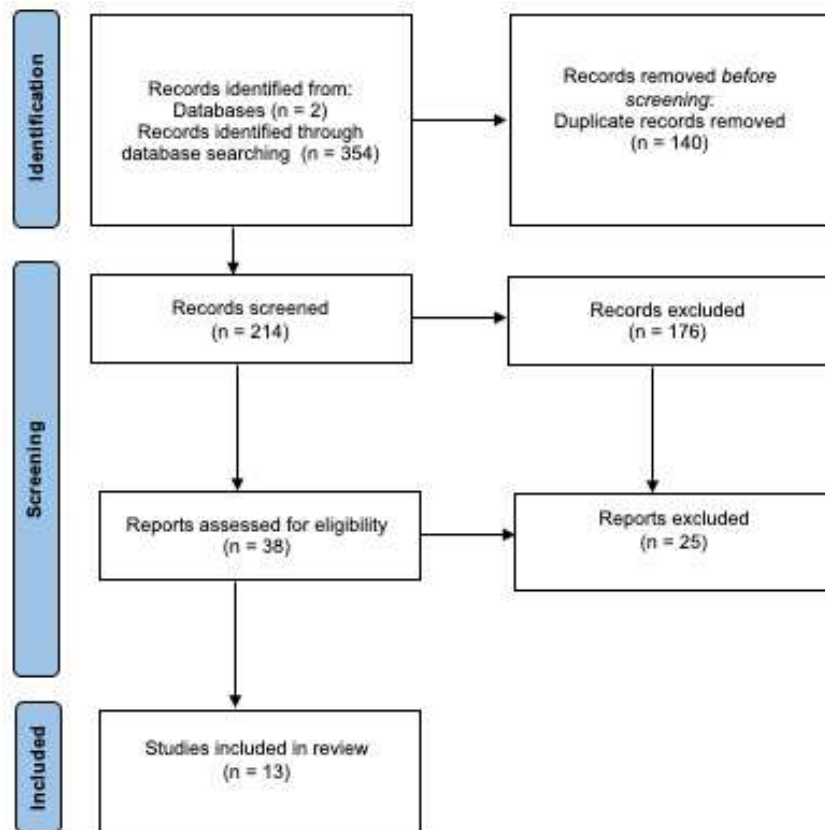 Identification
Records identified from:
Databases (n = 2)
Records identified through
database searching (n = 354)
Records removed before
screening:
Duplicate records removed
(n = 140)
Screening
Records screened
(n = 214)
Records excluded
(n = 176)
Reports assessed for eligibility
(n = 38)
Reports excluded
(n = 25)
Included
Studies included in review
(n = 13)